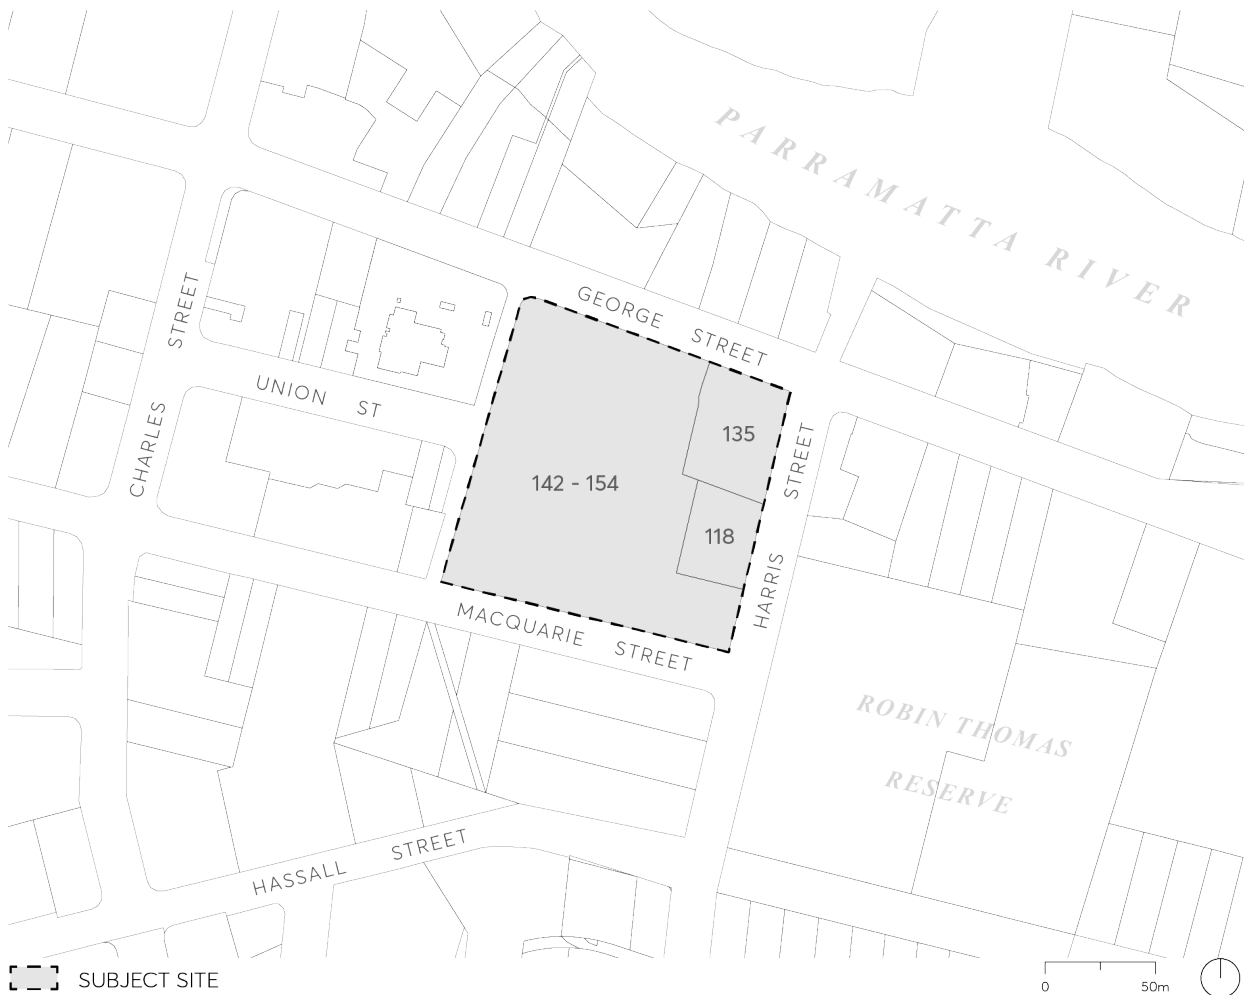 PARRAMATTA RIVER
GEORGE STREET
CHARLES STREET
UNION ST
135
142 - 154
HARRIS STREET
118
MACQUARIE STREET
ROBIN THOMAS
RESERVE
HASSALL STREET
SUBJECT SITE
0 50m